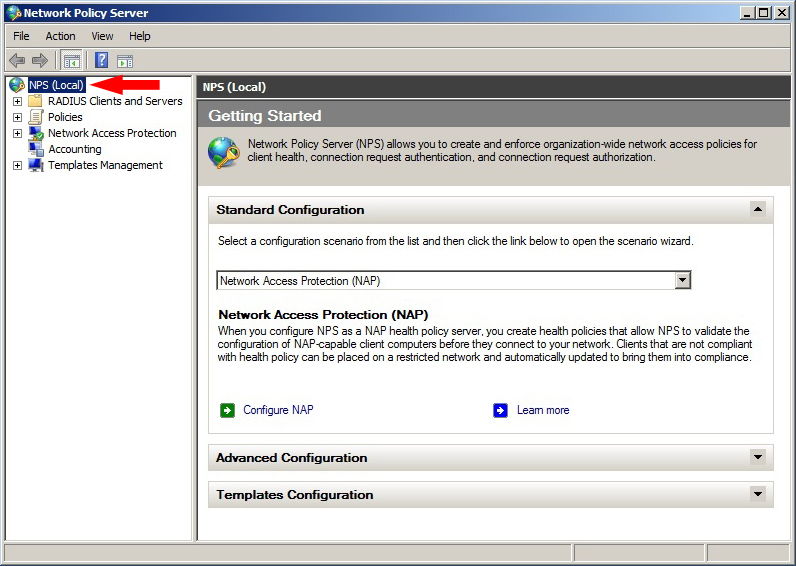 Network Policy Server
File Action View Help
NPS (Local)
RADIUS Clients and Servers
Policies
Network Access Protection
Accounting
Templates Management
NPS (Local)
Getting Started
Network Policy Server (NPS) allows you to create and enforce organization-wide network access policies for
client health, connection request authentication, and connection request authorization.
Standard Configuration
Select a configuration scenario from the list and then click the link below to open the scenario wizard.
Network Access Protection (NAP)
Network Access Protection (NAP)
When you configure NPS as a NAP health policy server, you create health policies that allow NPS to validate the
configuration of NAP-capable client computers before they connect to your network. Clients that are not compliant
with health policy can be placed on a restricted network and automatically updated to bring them into compliance.
Configure NAP Learn more
Advanced Configuration
Templates Configuration